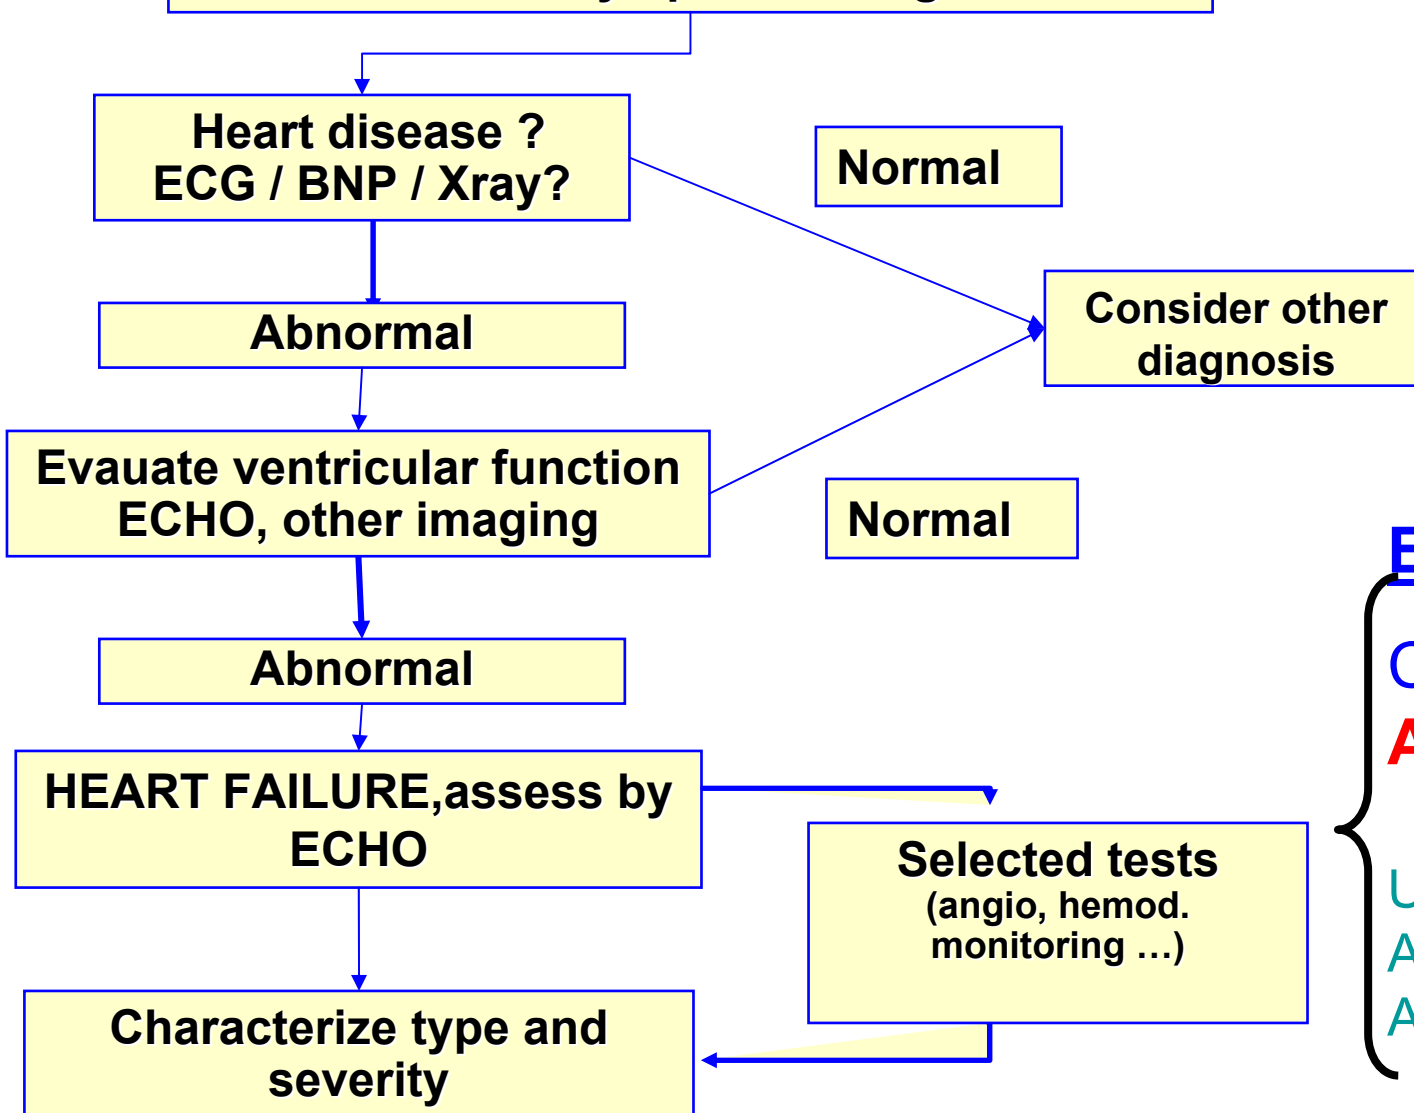 Heart disease ?
ECG / BNP / Xray?
Normal
Abnormal
Consider other
diagnosis
Evauate ventricular function
ECHO, other imaging
Normal
Abnormal
HEART FAILURE,assess by
ECHO
Selected tests
(angio, hemod.
monitoring …)
Characterize type and
severity